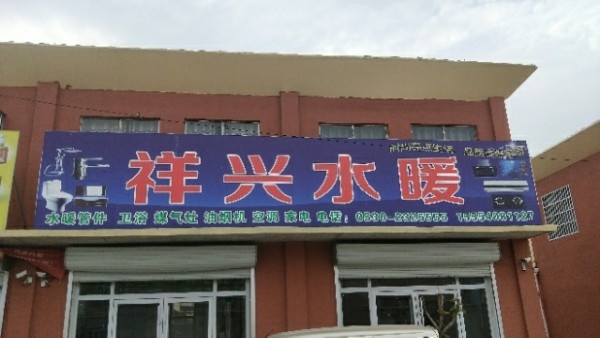 祥兴水暖
水暖管件 卫浴 煤气灶 油烟机 空调 家电 电话：0530-2325555